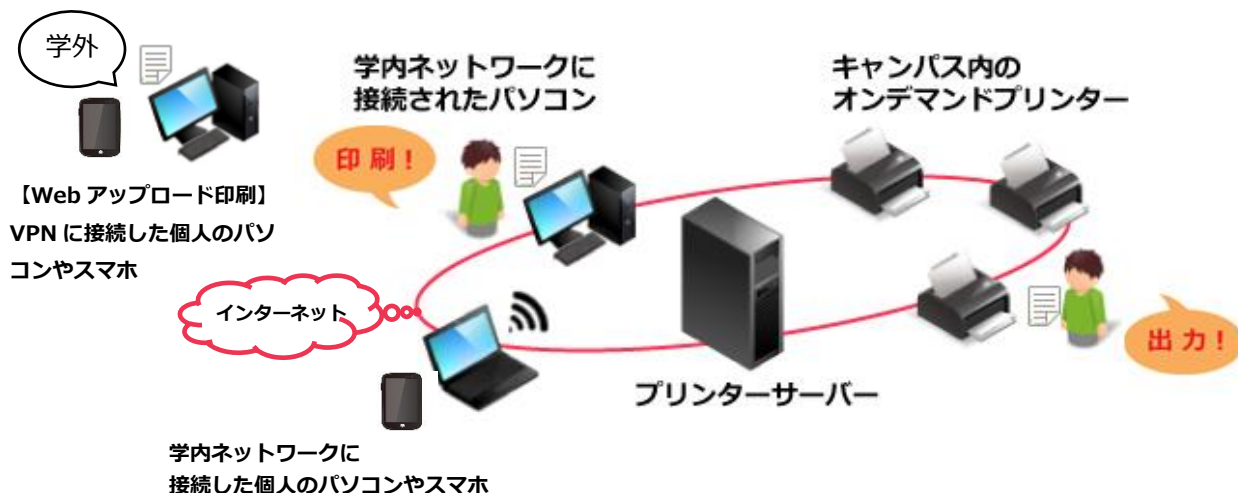 学外
【Web アップロード印刷】
VPN に接続した個人のパソ
コンやスマホ
学内ネットワークに
接続されたパソコン
印 刷！
キャンパス内の
オンデマンドプリンター
インターネット
プリンターサーバー
出 力！
学内ネットワークに
接続した個人のパソコンやスマホ